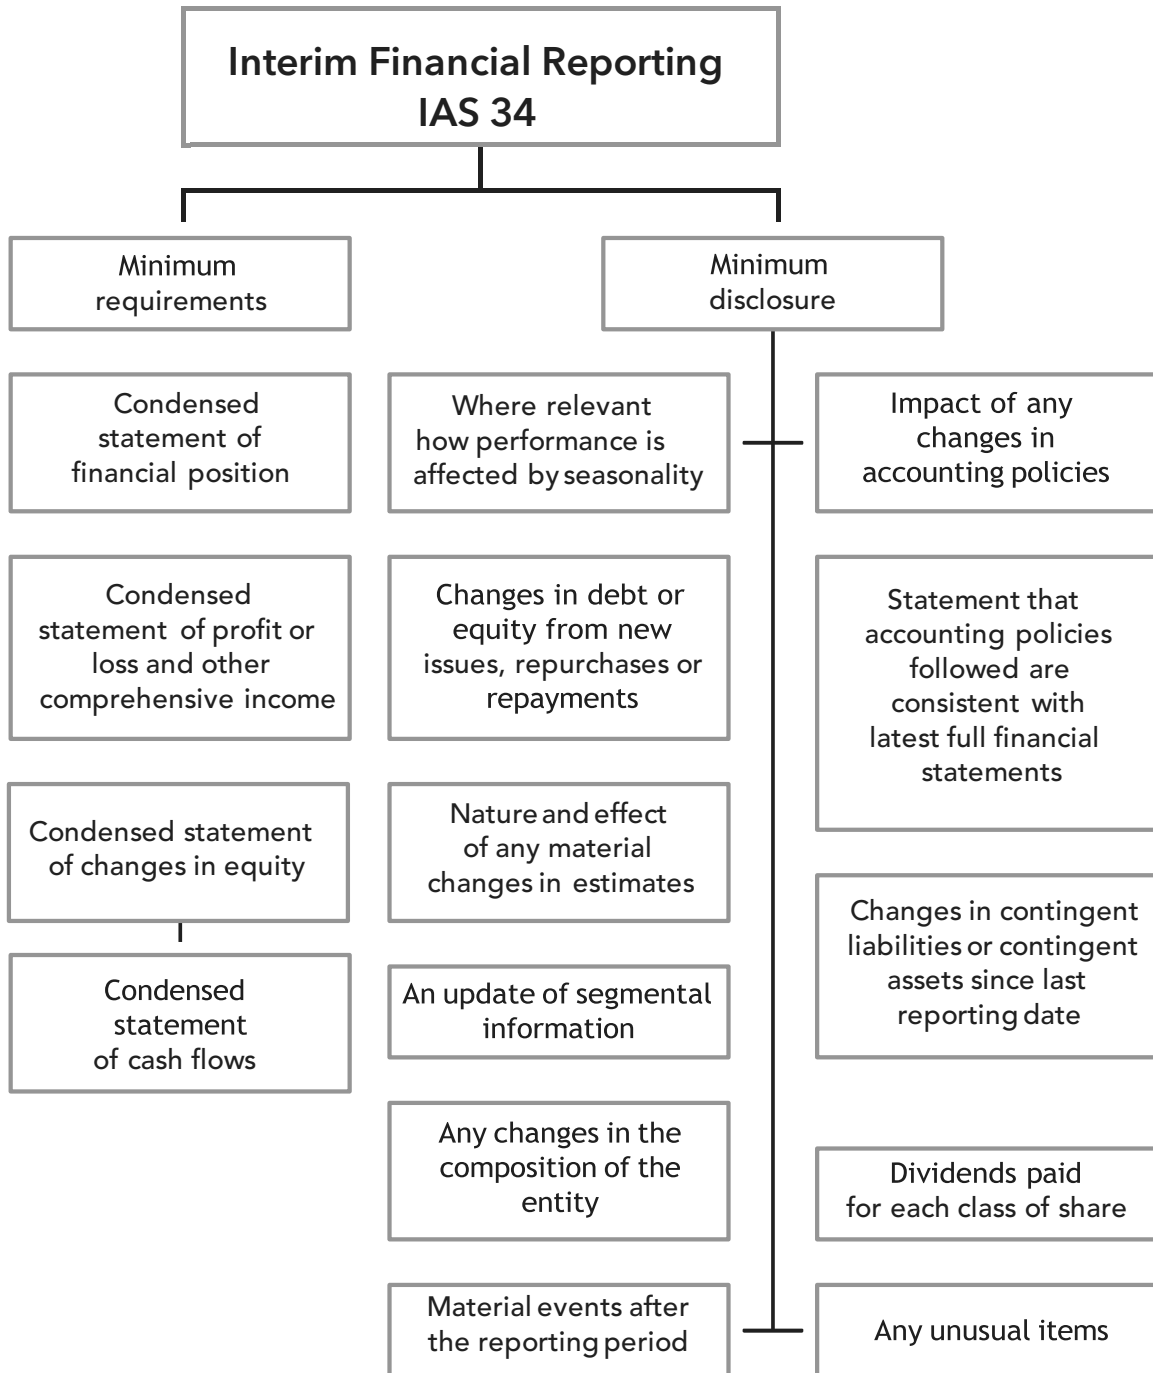 Interim Financial Reporting
IAS 34
Minimum
requirements
Minimum
disclosure
Condensed
statement of
financial position
Where relevant
how performance is
affected by seasonality
Impact of any
changes in
accounting policies
Condensed
statement of profit or
loss and other
comprehensive income
Changes in debt or
equity from new
issues, repurchases or
repayments
Statement that
accounting policies
followed are
consistent with
latest full financial
statements
Condensed statement
of changes in equity
Nature and effect
of any material
changes in estimates
Changes in contingent
liabilities or contingent
assets since last
reporting date
Condensed
statement
of cash flows
An update of segmental
information
Any changes in the
composition of the
entity
Dividends paid
for each class of share
Material events after
the reporting period
Any unusual items